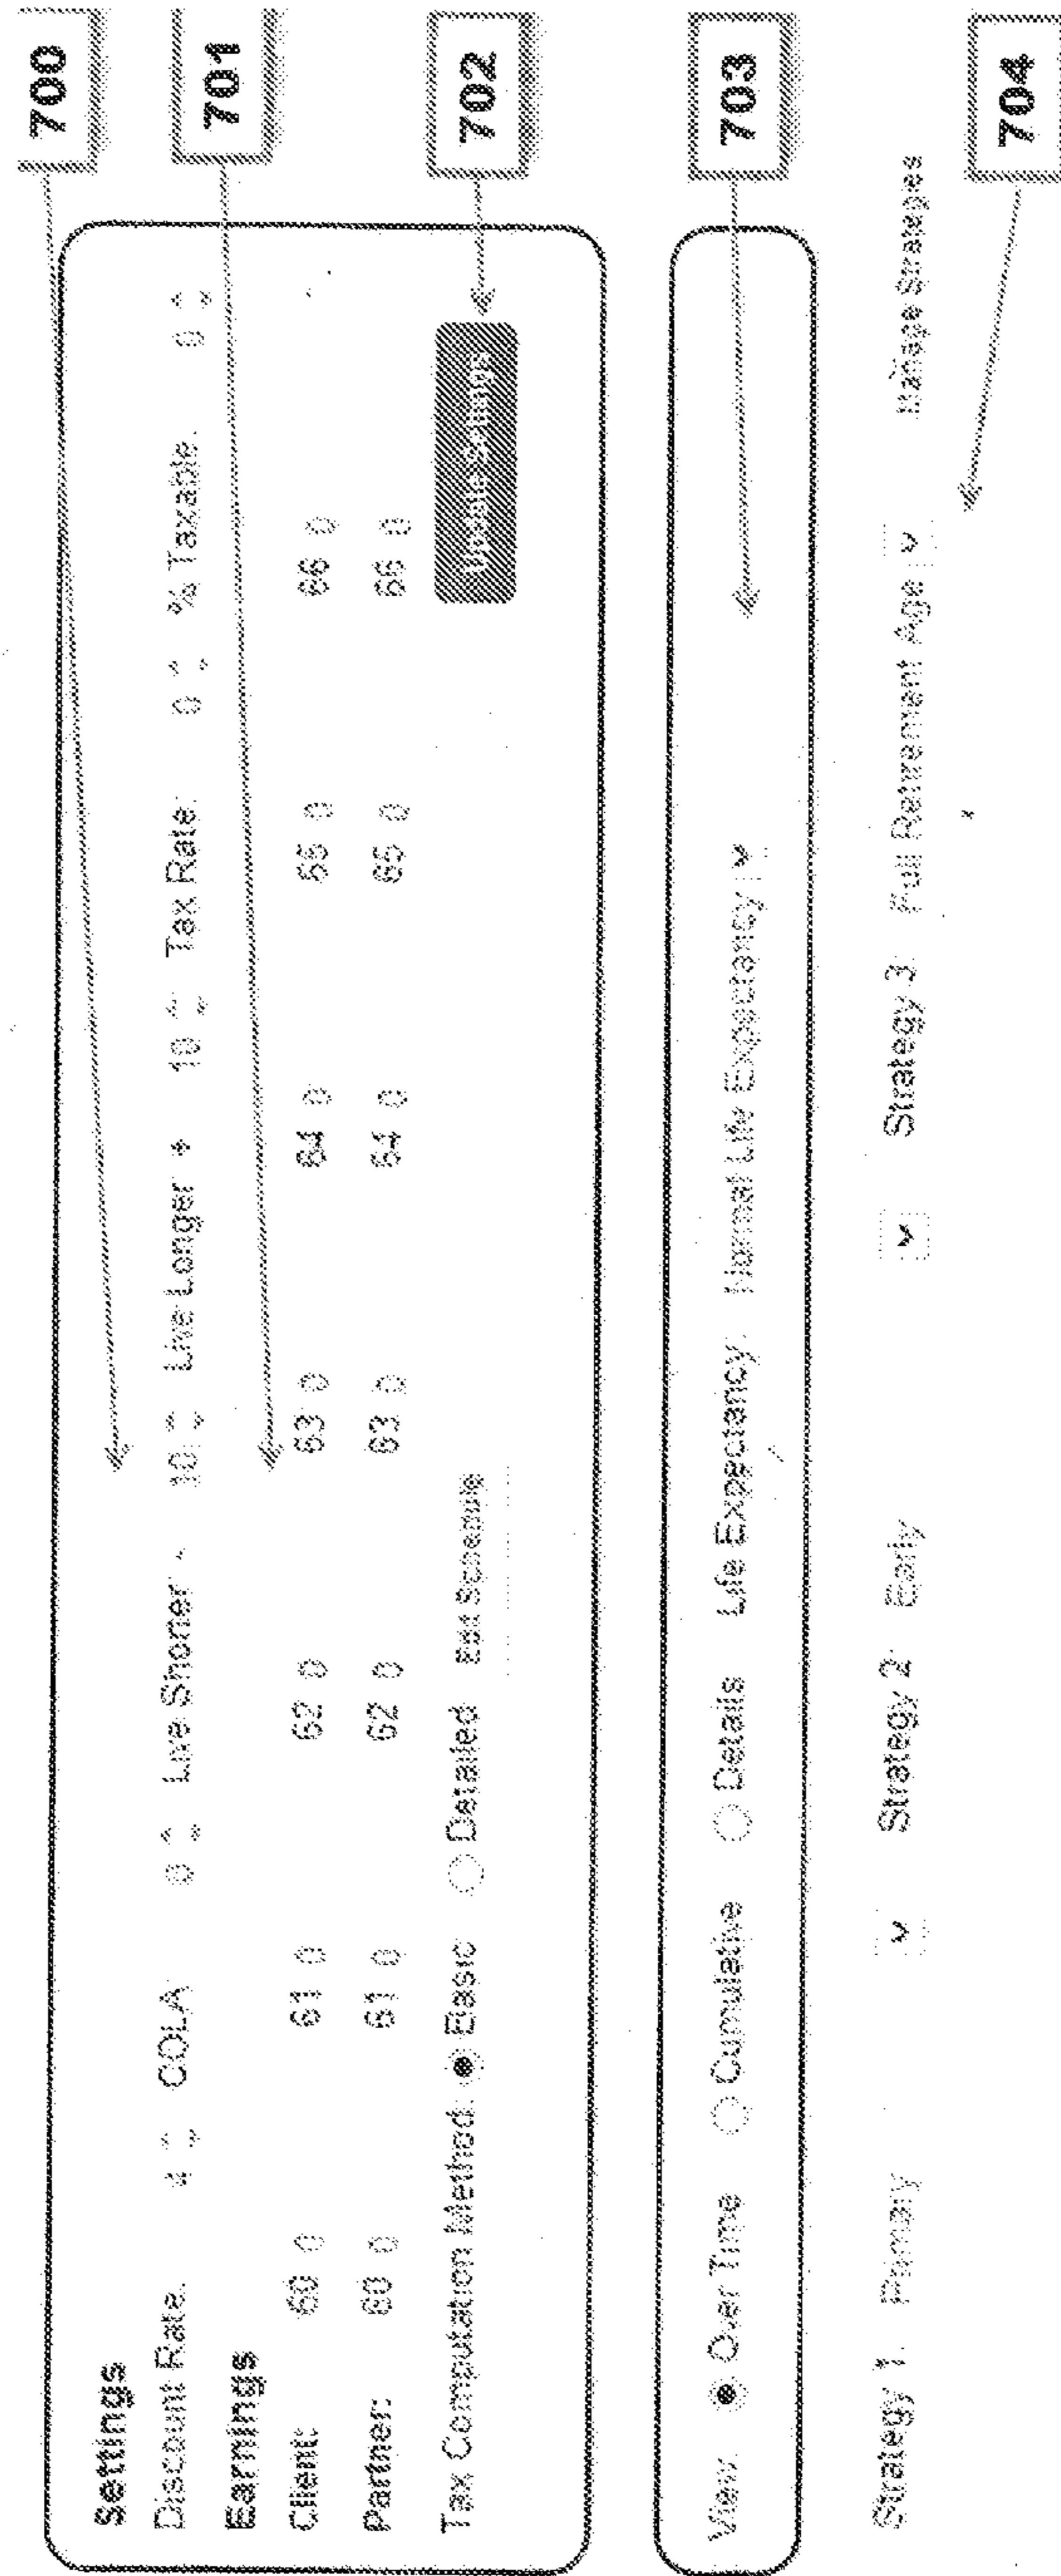 Settings
700
Discount Rate: 4 COLA 0 Live Shorter - 10 Live Longer + 10 Tax Rate: 0 % Taxable: 0
Earnings
701
Client: 60 0 61 0 62 0 63 0 64 0 65 0 66 0
Partner: 60 0 61 0 62 0 63 0 64 0 65 0 66 0
Tax Computation Method: Basic Detailed Edit Schedule Update Settings
702
View: Over Time Cumulative Details Life Expectancy: Normal Life Expectancy
703
Strategy 1: Primary Strategy 2: Early Strategy 3: Full Retirement Age Manage Strategies
704